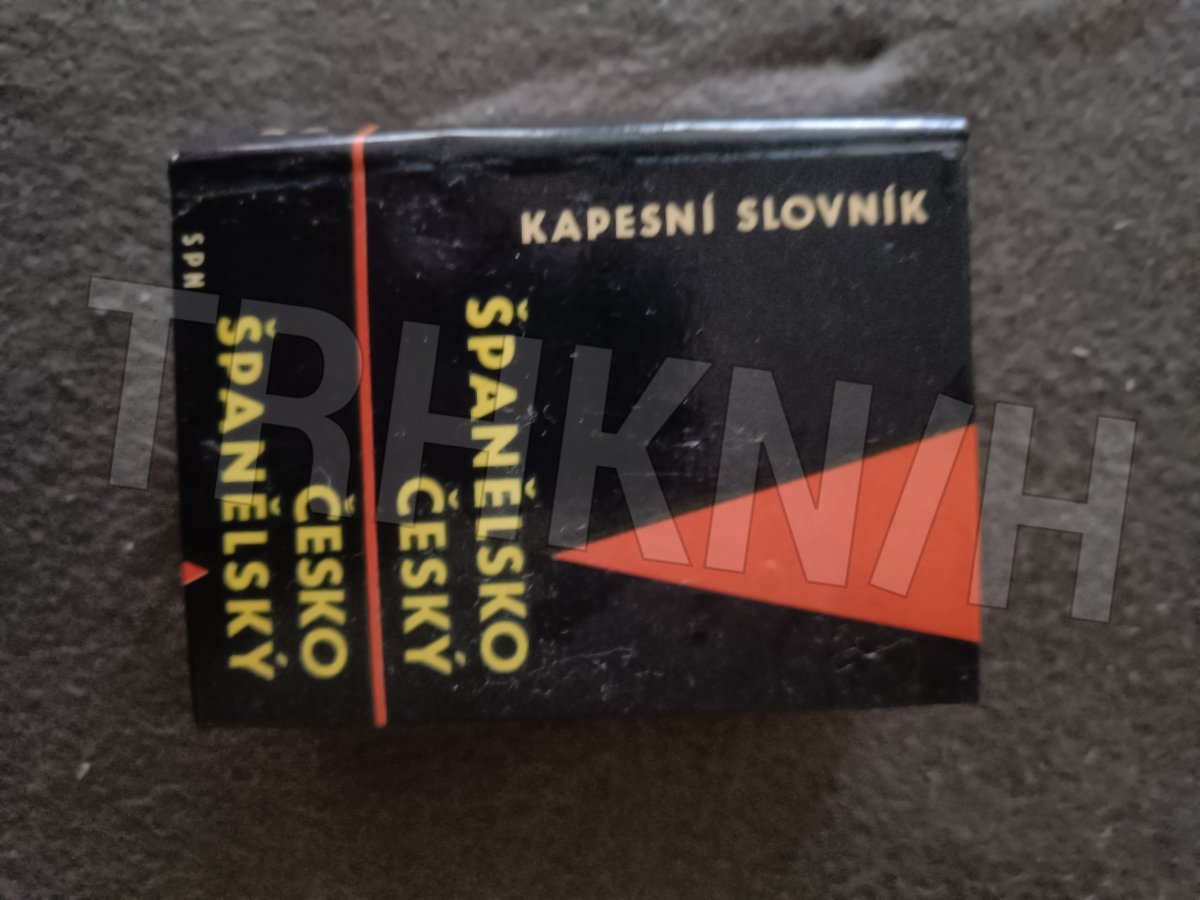 KAPESNÍ SLOVNÍK
ŠPANĚLSKO
ČESKÝ
ČESKO
ŠPANĚLSKÝ
SPN
TRHKNIH